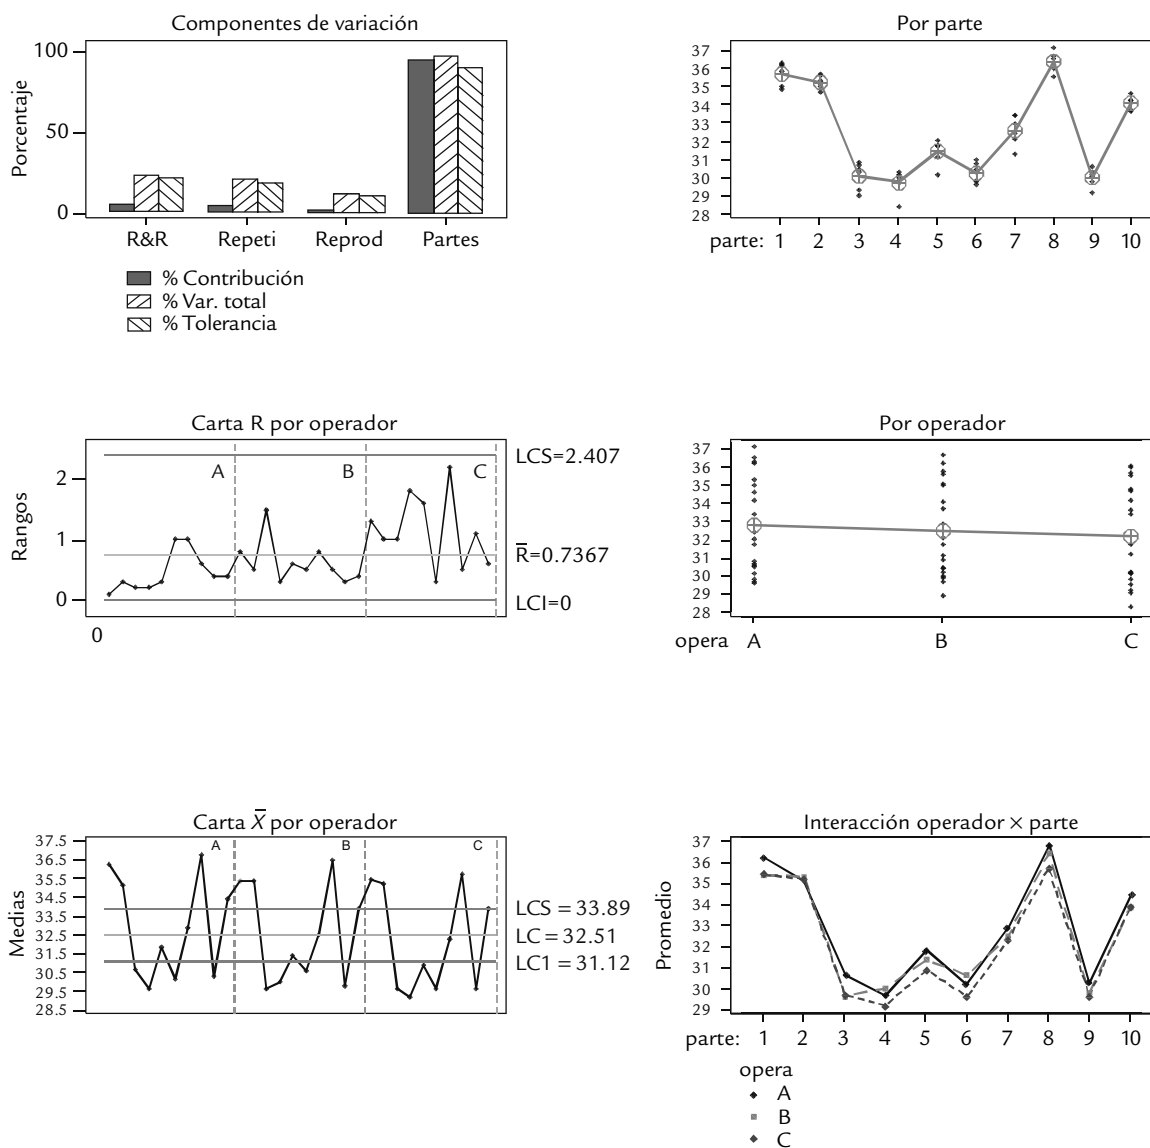 Componentes de variación
Porcentaje
100
50
0
R&R Repeti Reprod Partes
% Contribución
% Var. total
% Tolerancia
Por parte
37
36
35
33
32
31
30
29
28
parte: 1 2 3 4 5 6 7 8 9 10
Carta R por operador
Rangos
2
1
0
A B C
LCS=2.407
R̅=0.7367
LCI=0
0
Por operador
37
36
35
34
33
32
30
29
28
opera A B C
Carta X̅ por operador
Medias
37.5
36.5
35.5
34.5
33.5
32.5
31.5
30.5
29.5
28.5
A B C
LCS = 33.89
LC = 32.51
LC1 = 31.12
Interacción operador × parte
Promedio
37
36
35
34
32
31
30
29
parte: 1 2 3 4 5 6 7 8 9 10
opera
A
B
C